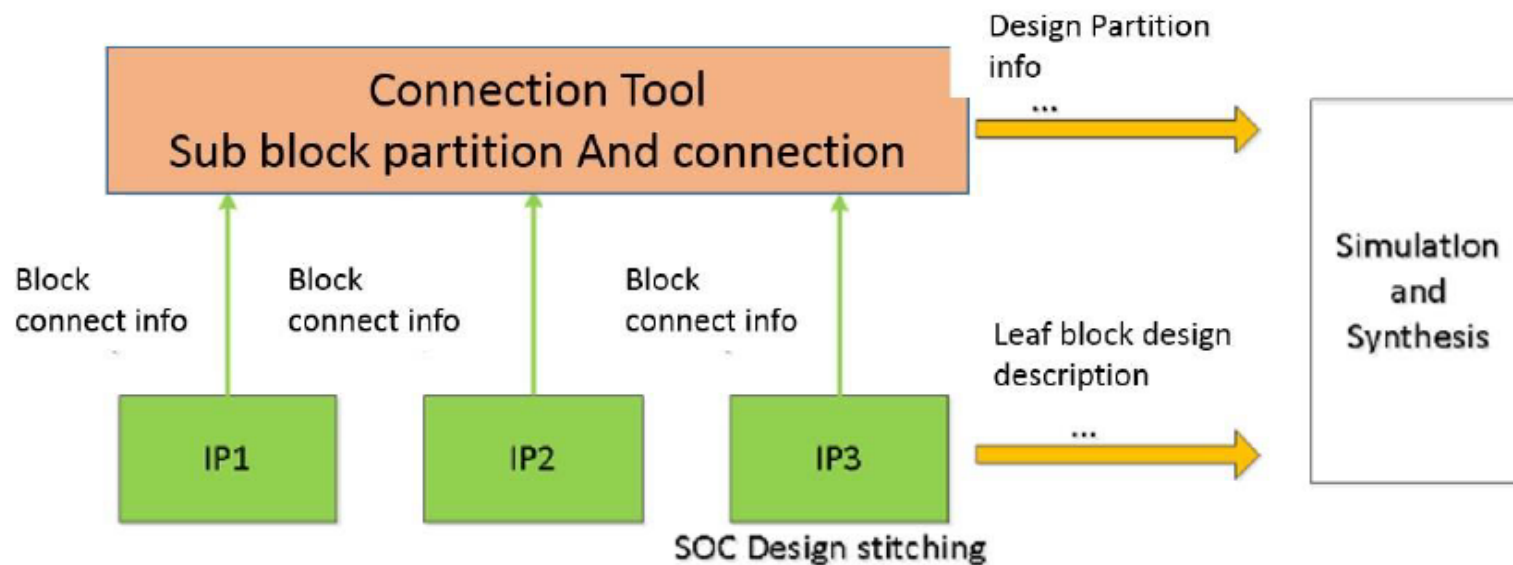 Design Partition
info
...
Connection Tool
Sub block partition And connection
Block
connect info
Block
connect info
Block
connect info
Simulation
and
Synthesis
Leaf block design
description
...
IP1
IP2
IP3
SOC Design stitching